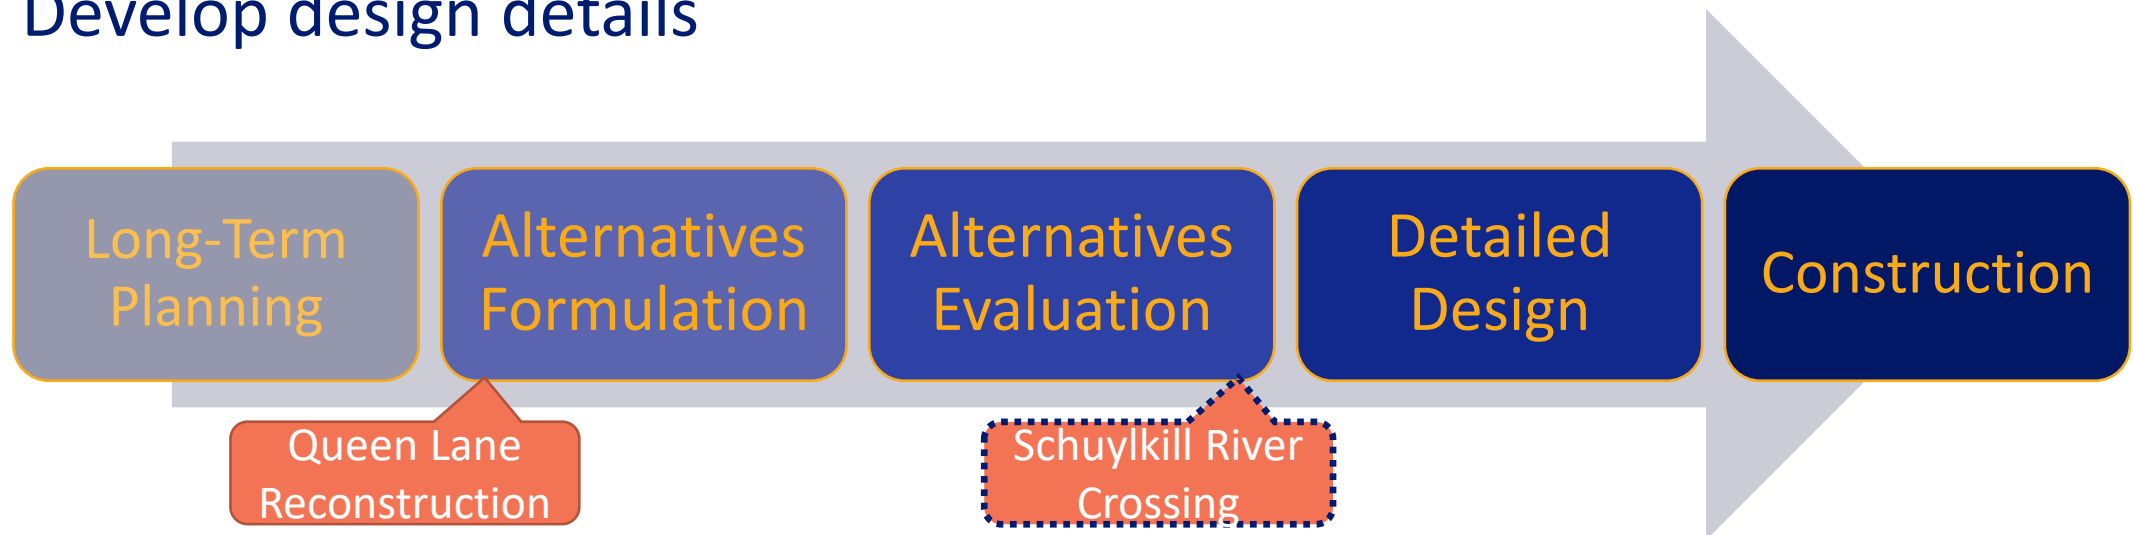 Develop design details
Long-Term
Planning
Alternatives
Formulation
Alternatives
Evaluation
Detailed
Design
Construction
Queen Lane
Reconstruction
Schuylkill River
Crossing